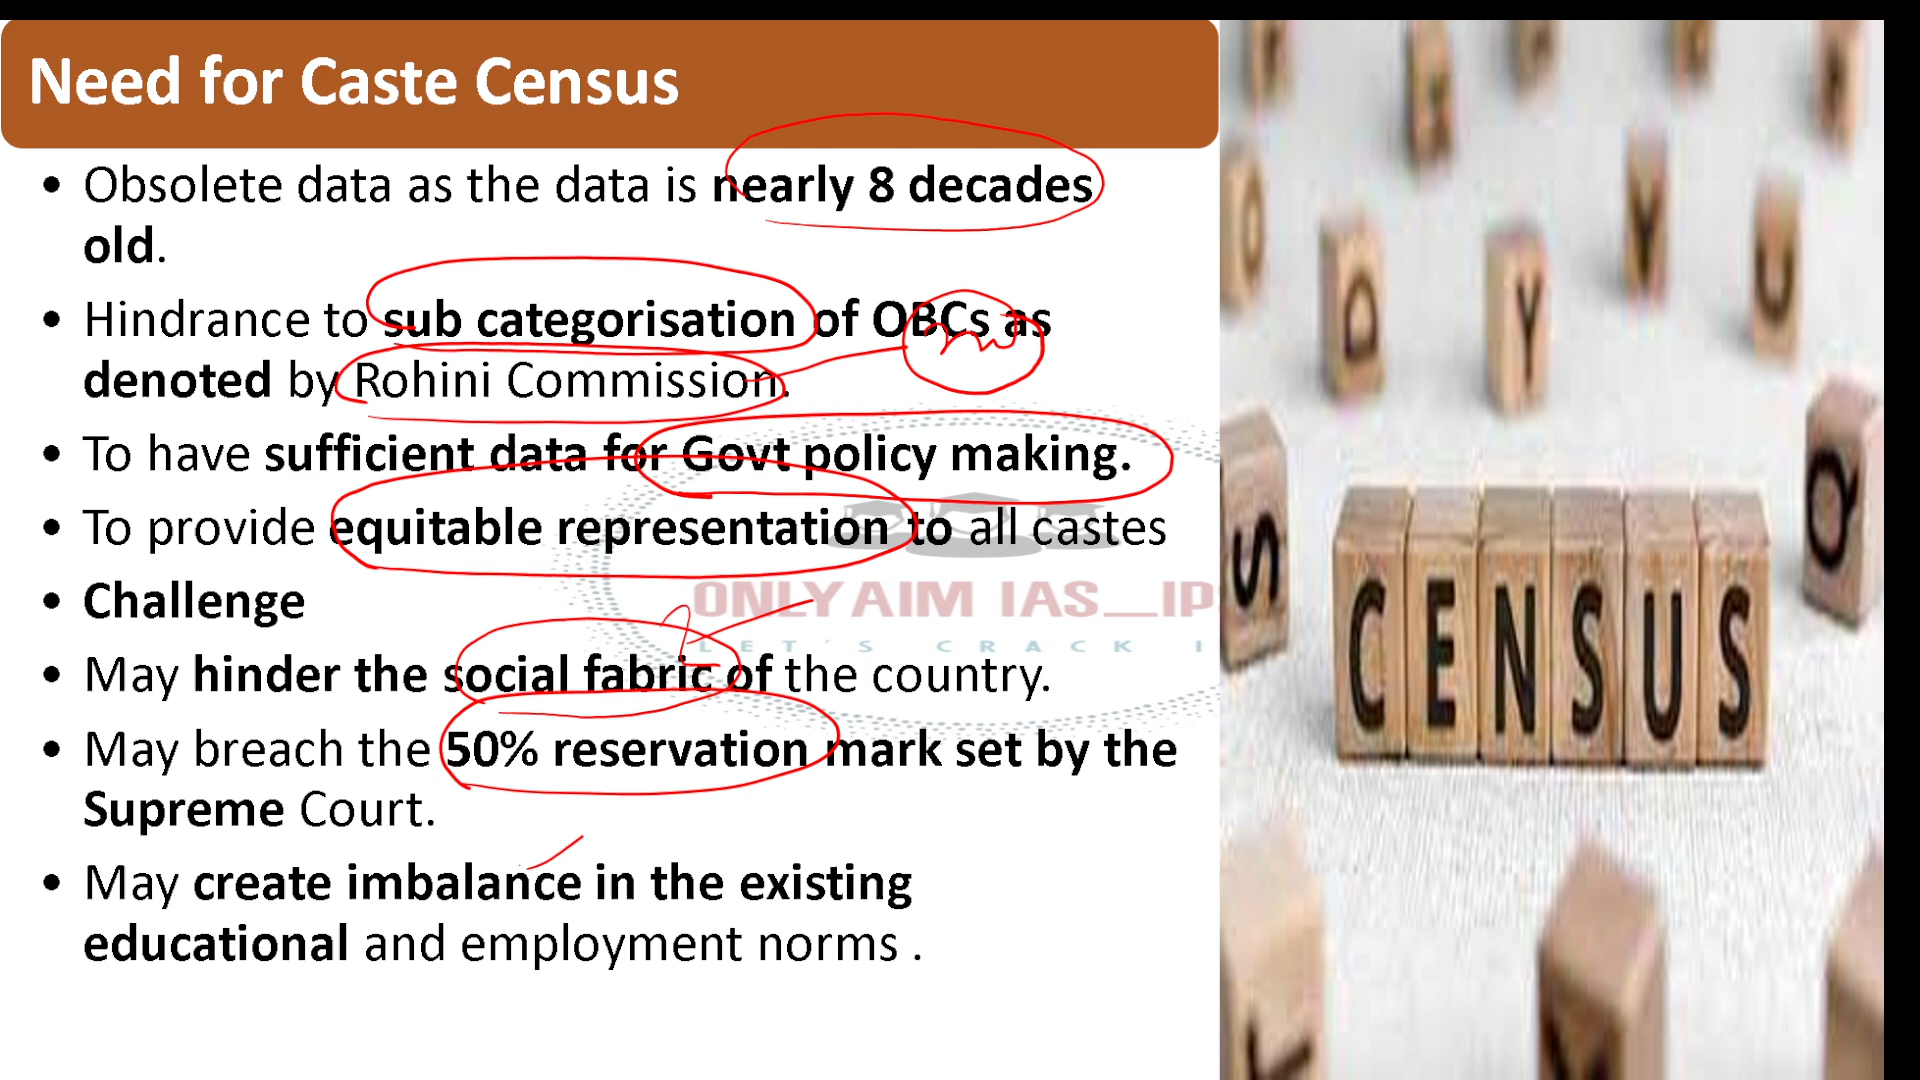 Need for Caste Census
• Obsolete data as the data is nearly 8 decades
old.
• Hindrance to sub categorisation of OBCs as
denoted by Rohini Commission.
• To have sufficient data for Govt policy making.
• To provide equitable representation to all castes
• Challenge
• May hinder the social fabric of the country.
• May breach the 50% reservation mark set by the
Supreme Court.
• May create imbalance in the existing
educational and employment norms .
ONLY AIM IAS_IP
LET'S CRACK I
CENSUS